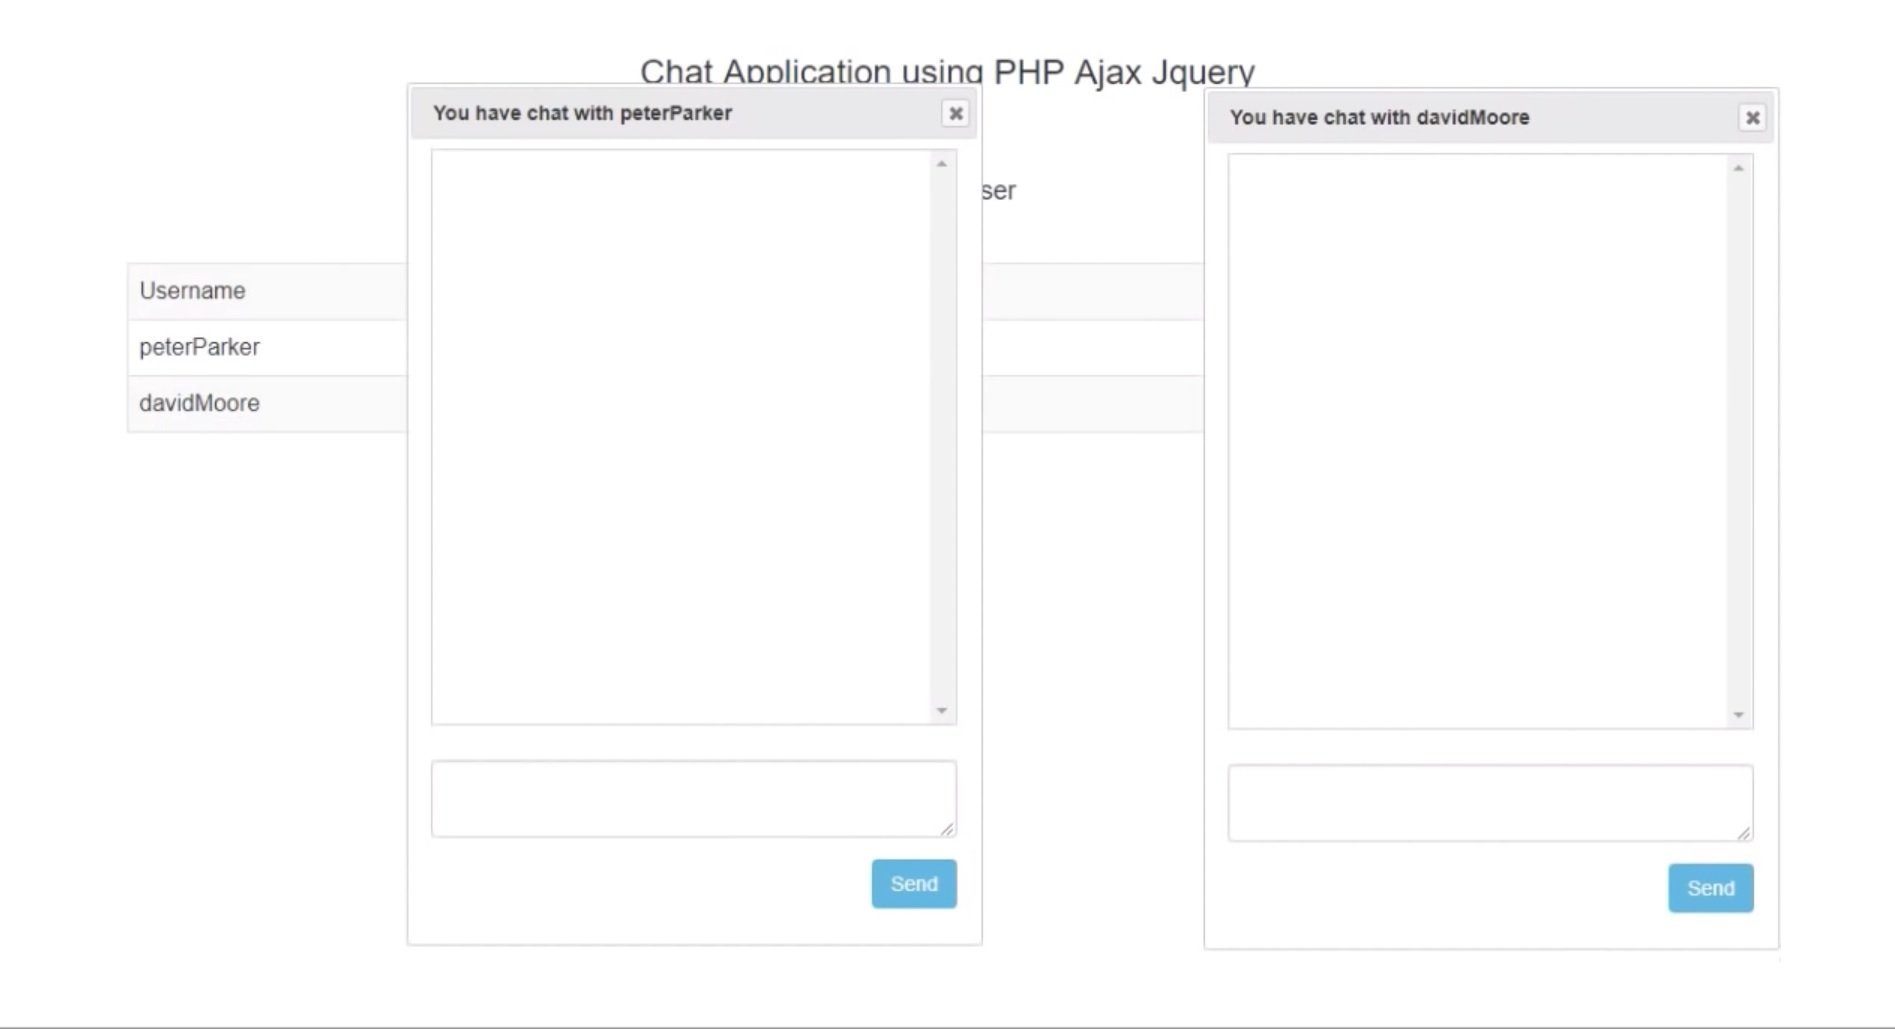 Chat Application using PHP Ajax Jquery
You have chat with peterParker
You have chat with davidMoore
Username
peterParker
davidMoore
Send
Send